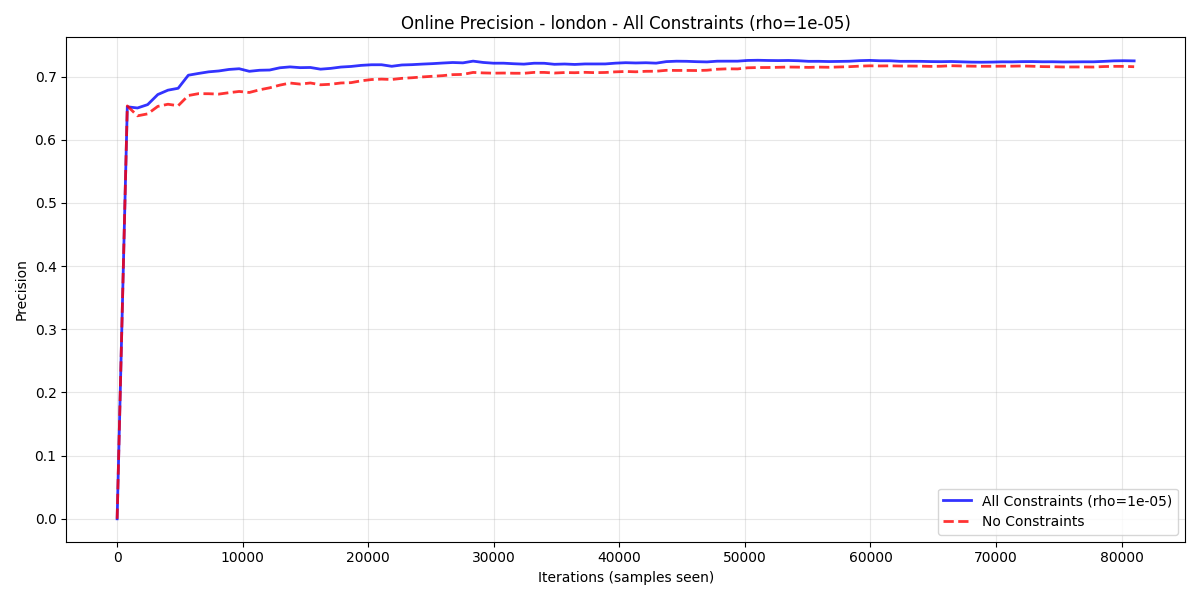 Online Precision - london - All Constraints (rho=1e-05)
Precision
0.7
0.6
0.5
0.4
0.3
0.2
0.1
0.0
All Constraints (rho=1e-05)
No Constraints
0 10000 20000 30000 40000 50000 60000 70000 80000
Iterations (samples seen)